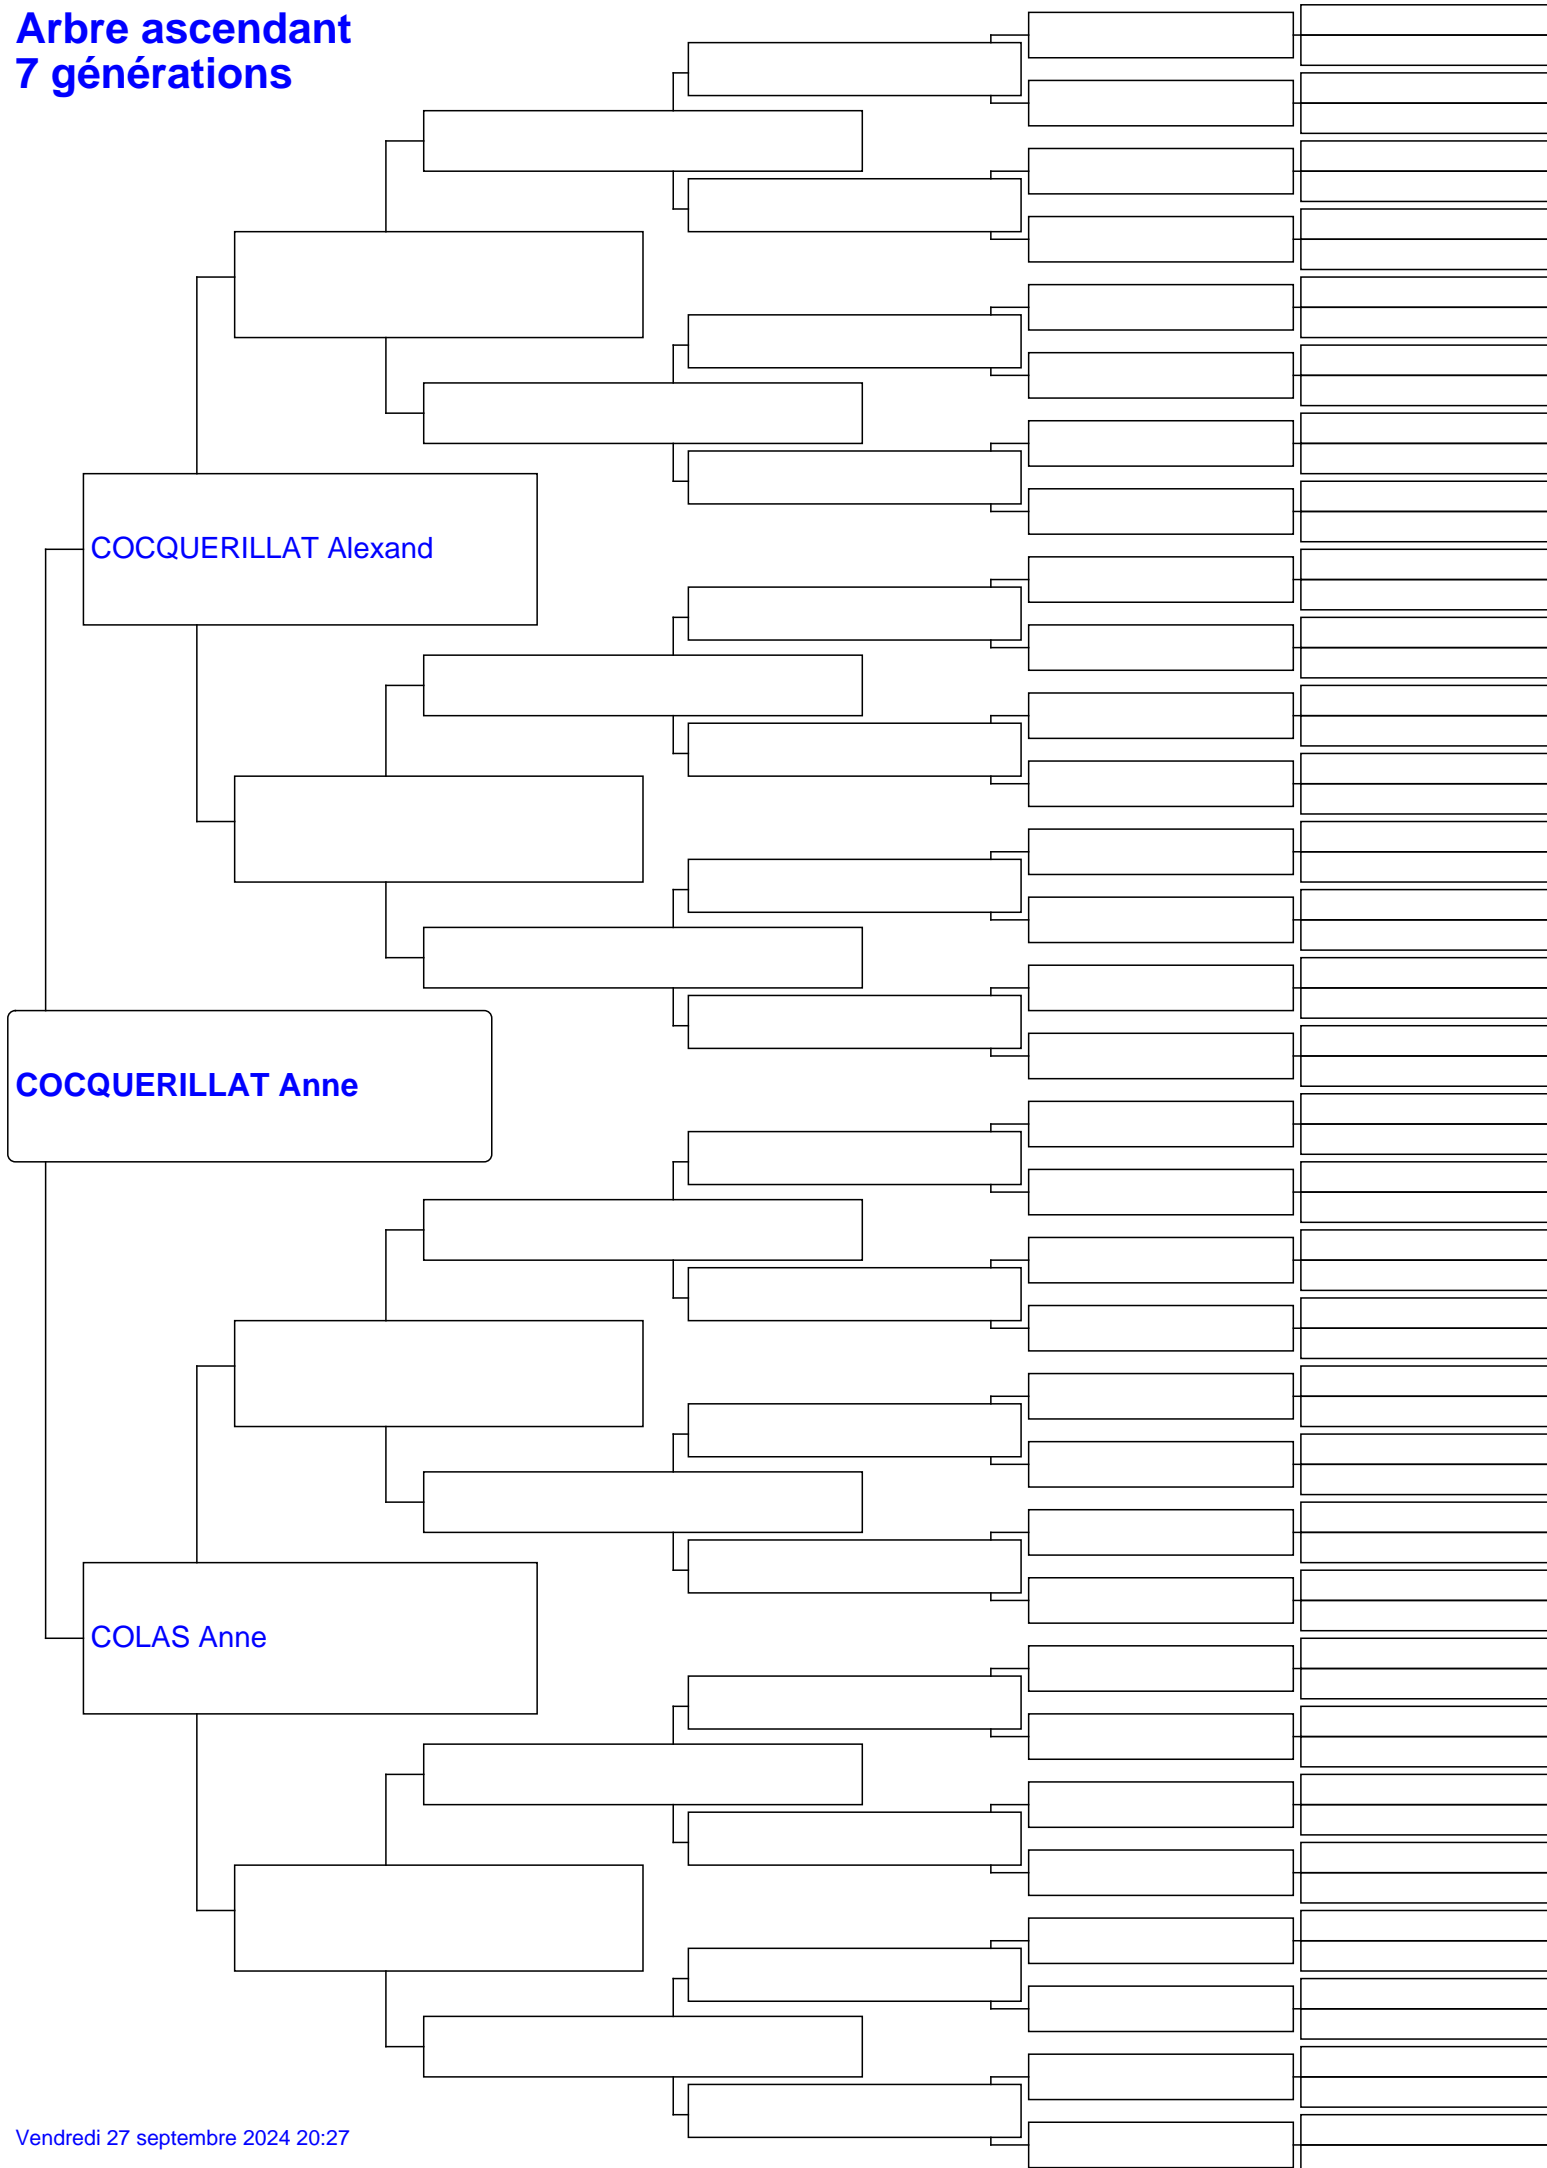 Arbre ascendant
7 générations
COCQUERILLAT Alexand
COCQUERILLAT Anne
COLAS Anne
Vendredi 27 septembre 2024 20:27